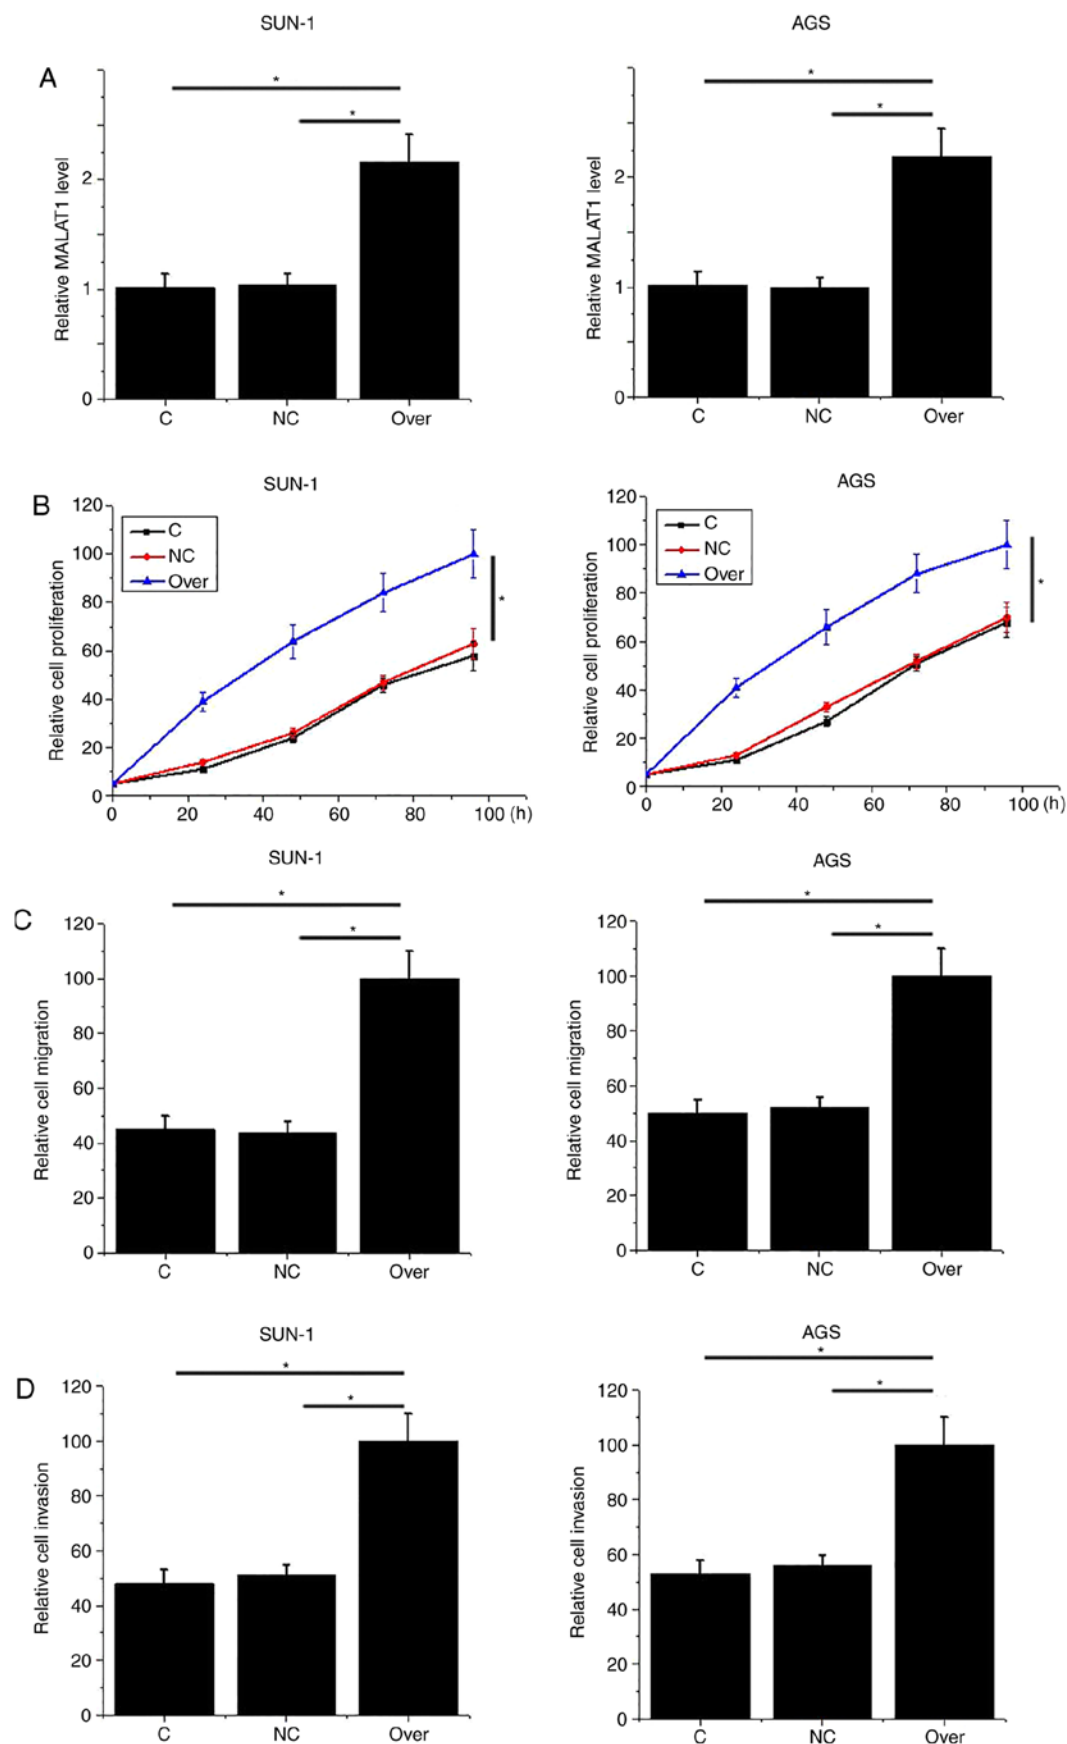 SUN-1
AGS
A
*
*
Relative MALAT1 level
2
1
0
C
NC
Over
*
*
Relative MALAT1 level
2
1
0
C
NC
Over
B
SUN-1
C
NC
Over
*
Relative cell proliferation
120
100
80
60
40
20
0
0
20
40
60
80
100 (h)
AGS
C
NC
Over
*
Relative cell proliferation
120
100
80
60
40
20
0
0
20
40
60
80
100 (h)
C
SUN-1
*
*
Relative cell migration
120
100
80
60
40
20
0
C
NC
Over
AGS
*
*
Relative cell migration
120
100
80
60
40
20
0
C
NC
Over
D
SUN-1
*
*
Relative cell invasion
120
100
80
60
40
20
0
C
NC
Over
AGS
*
*
Relative cell invasion
120
100
80
60
40
20
0
C
NC
Over